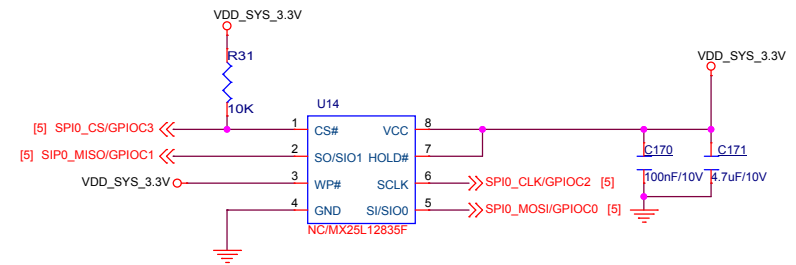 VDD_SYS_3.3V
R31
10K
VDD_SYS_3.3V
U14
[5] SPI0_CS/GPIOC3
1
CS#
VCC
8
[5] SIP0_MISO/GPIOC1
2
SO/SIO1
HOLD#
7
C170
C171
VDD_SYS_3.3V
3
WP#
SCLK
6
SPI0_CLK/GPIOC2 [5]
100nF/10V
4.7uF/10V
4
GND
SI/SIO0
5
SPI0_MOSI/GPIOC0 [5]
NC/MX25L12835F